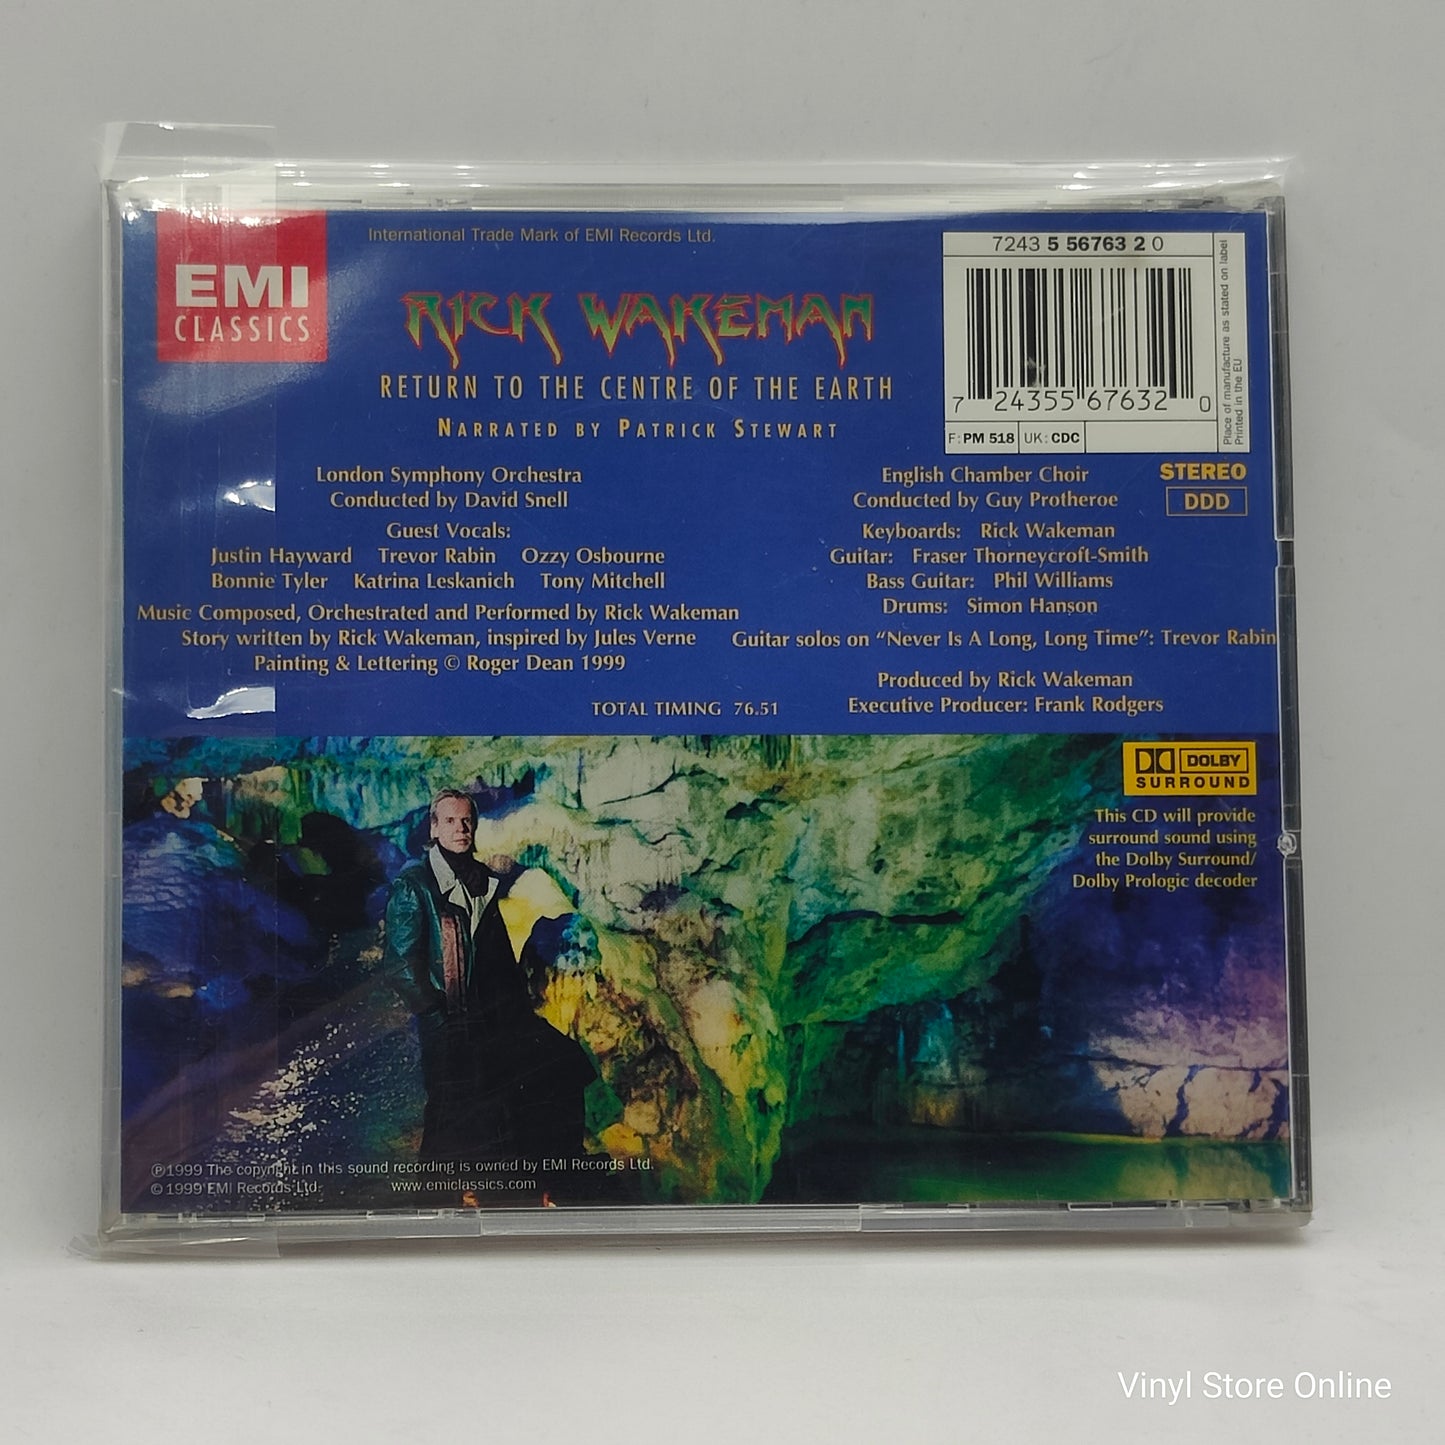 International Trade Mark of EMI Records Ltd.
EMI
CLASSICS
RICK WAKEMAN
RETURN TO THE CENTRE OF THE EARTH
NARRATED BY PATRICK STEWART
7243 5 56763 2 0
7 24355 67632 0
F: PM 518 UK: CDC
Place of manufacture as stated on label
Printed in the EU
STEREO
DDD
London Symphony Orchestra
Conducted by David Snell
Guest Vocals:
Justin Hayward Trevor Rabin Ozzy Osbourne
Bonnie Tyler Katrina Leskanich Tony Mitchell
Music Composed, Orchestrated and Performed by Rick Wakeman
Story written by Rick Wakeman, inspired by Jules Verne
Painting & Lettering © Roger Dean 1999
English Chamber Choir
Conducted by Guy Protheroe
Keyboards: Rick Wakeman
Guitar: Fraser Thorneycroft-Smith
Bass Guitar: Phil Williams
Drums: Simon Hanson
Guitar solos on “Never Is A Long, Long Time”: Trevor Rabin
Produced by Rick Wakeman
Executive Producer: Frank Rodgers
TOTAL TIMING 76.51
DOLBY
SURROUND
This CD will provide
surround sound using
the Dolby Surround/
Dolby Prologic decoder
℗1999 The copyright in this sound recording is owned by EMI Records Ltd.
©1999 EMI Records Ltd. www.emiclassics.com
Vinyl Store Online